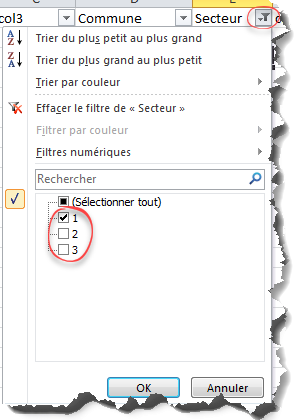 C D E
col3 Commune Secteur
Trier du plus petit au plus grand
Trier du plus grand au plus petit
Trier par couleur
Effacer le filtre de « Secteur »
Filtrer par couleur
Filtres numériques
Rechercher
(Sélectionner tout)
1
2
3
OK Annuler